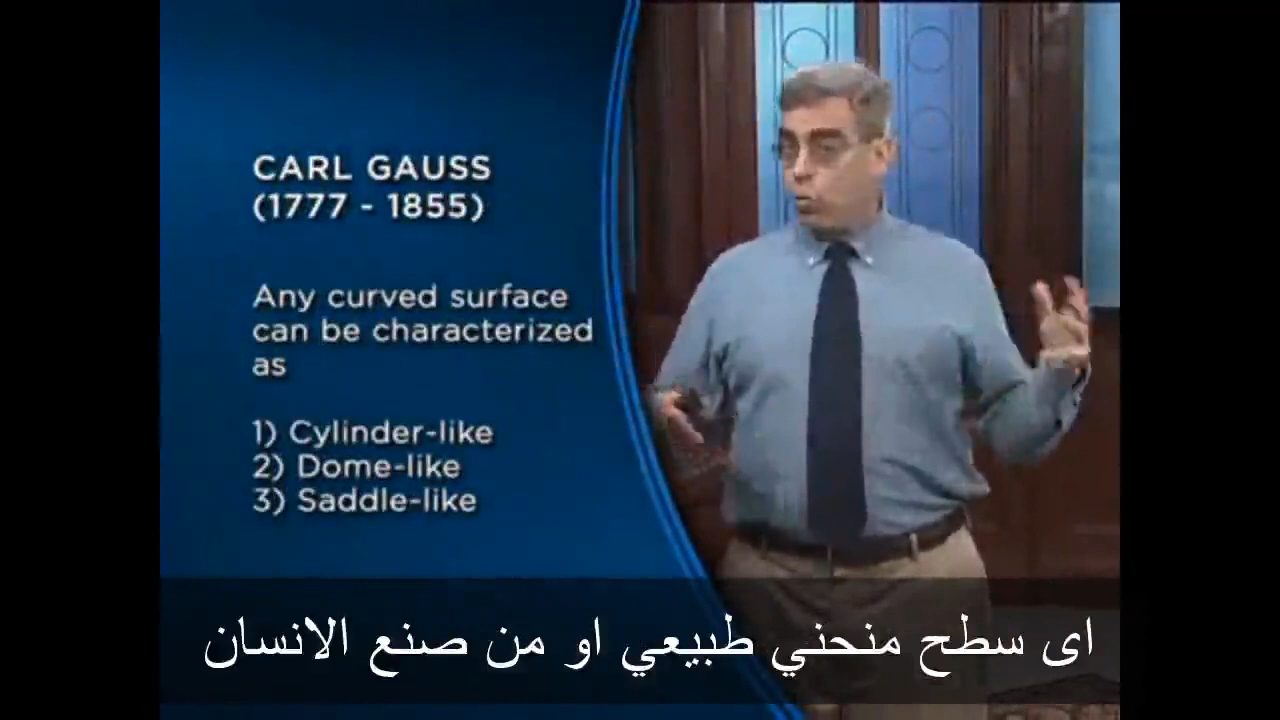 CARL GAUSS
(1777 - 1855)
Any curved surface
can be characterized
as
1) Cylinder-like
2) Dome-like
3) Saddle-like
اى سطح منحني طبيعي او من صنع الانسان